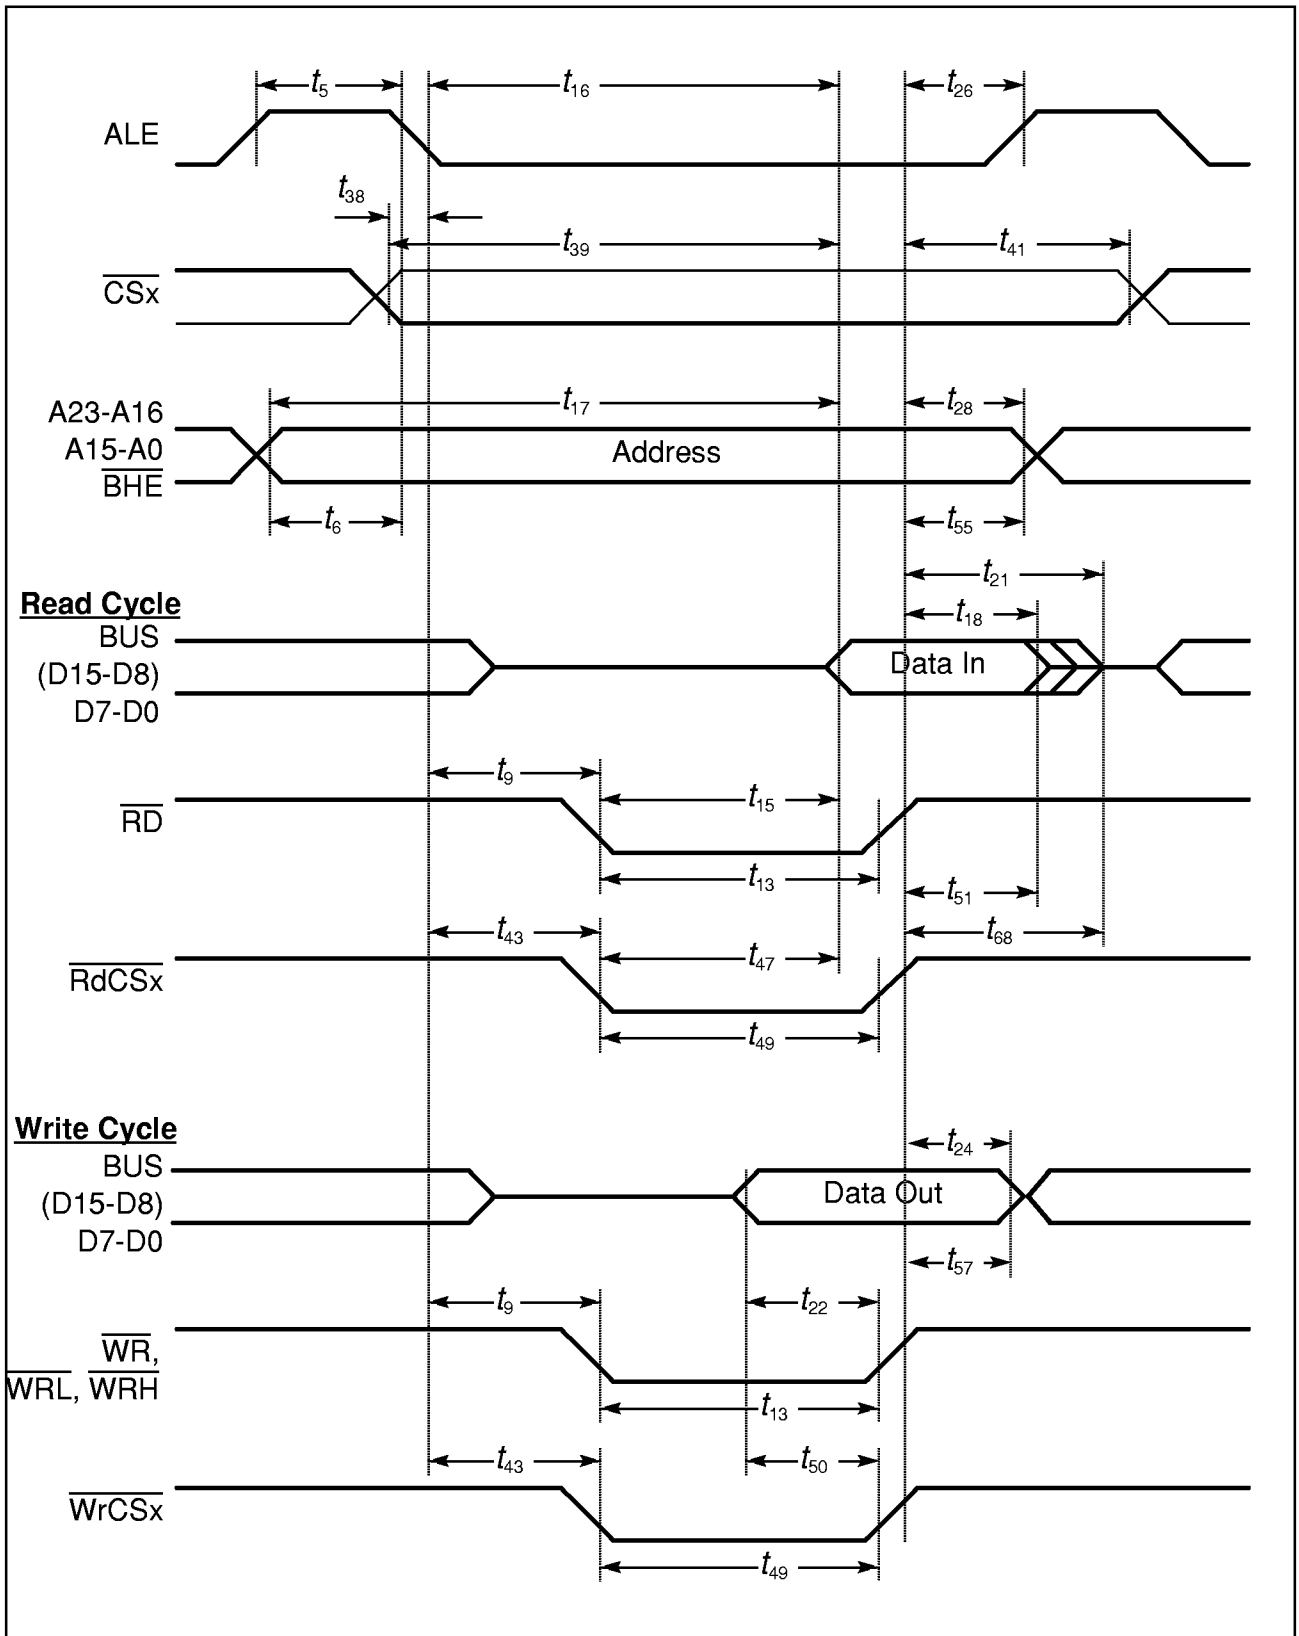 t5
t16
t26
ALE
t38
t39
t41
CSx
t17
t28
A23-A16
A15-A0
BHE
Address
t6
t55
t21
t18
Read Cycle
BUS
(D15-D8)
D7-D0
Data In
t9
t15
RD
t13
t51
t43
t68
t47
RdCSx
t49
Write Cycle
t24
BUS
(D15-D8)
D7-D0
Data Out
t57
t9
t22
WR,
WRL, WRH
t13
t43
t50
WrCSx
t49